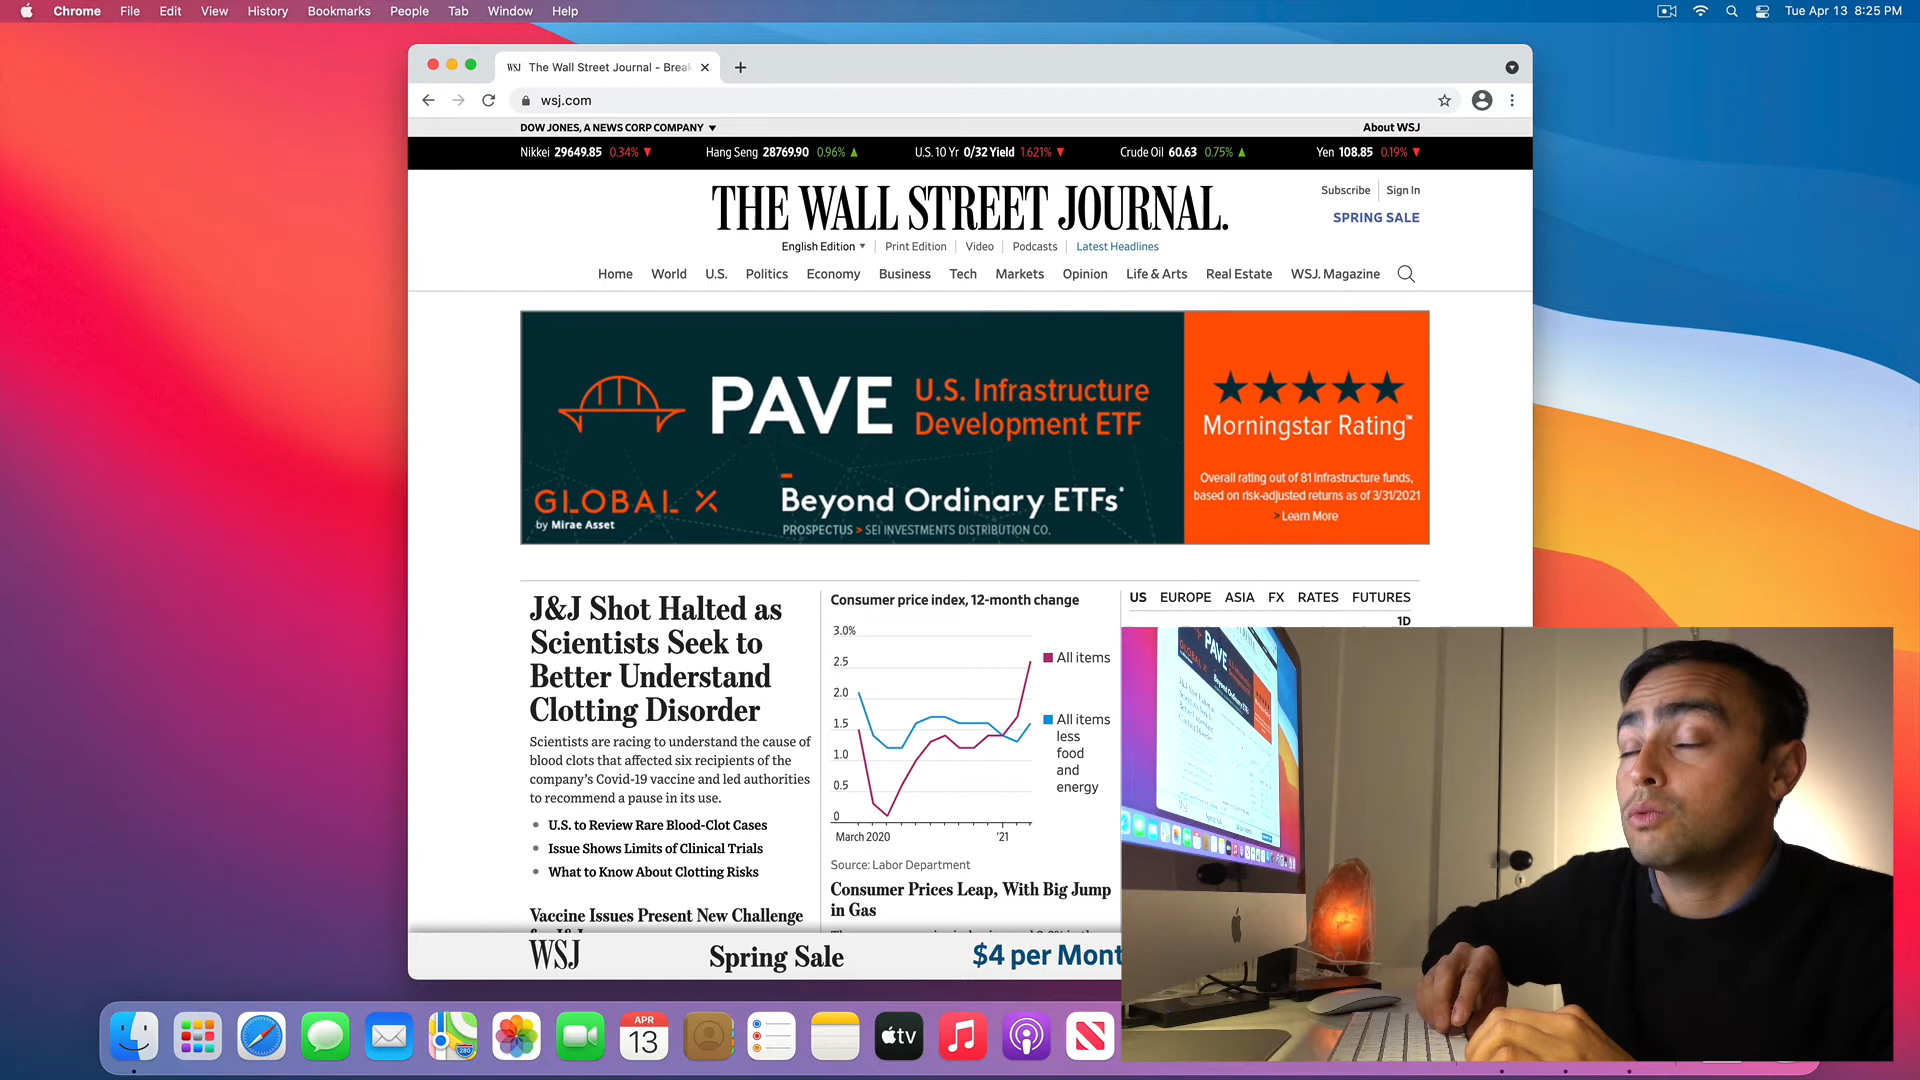 Chrome File Edit View History Bookmarks People Tab Window Help
Tue Apr 13 8:25 PM
WSJ The Wall Street Journal - Break
wsj.com
DOW JONES, A NEWS CORP COMPANY
About WSJ
Nikkei 29649.85 0.34%
Hang Seng 28769.90 0.96%
U.S. 10 Yr 0/32 Yield 1.621%
Crude Oil 60.63 0.75%
Yen 108.85 0.19%
THE WALL STREET JOURNAL.
Subscribe Sign In
SPRING SALE
English Edition Print Edition Video Podcasts Latest Headlines
Home World U.S. Politics Economy Business Tech Markets Opinion Life & Arts Real Estate WSJ. Magazine
PAVE
U.S. Infrastructure
Development ETF
GLOBAL X
by Mirae Asset
Beyond Ordinary ETFs®
PROSPECTUS > SEI INVESTMENTS DISTRIBUTION CO.
Morningstar Rating™
Overall rating out of 81 Infrastructure funds,
based on risk-adjusted returns as of 3/31/2021
> Learn More
J&J Shot Halted as
Scientists Seek to
Better Understand
Clotting Disorder
Scientists are racing to understand the cause of
blood clots that affected six recipients of the
company's Covid-19 vaccine and led authorities
to recommend a pause in its use.
U.S. to Review Rare Blood-Clot Cases
Issue Shows Limits of Clinical Trials
What to Know About Clotting Risks
Vaccine Issues Present New Challenge
Consumer price index, 12-month change
3.0%
2.5
2.0
1.5
1.0
0.5
0
March 2020
'21
All items
All items
less
food
and
energy
Source: Labor Department
Consumer Prices Leap, With Big Jump
in Gas
US EUROPE ASIA FX RATES FUTURES
1D
WSJ
Spring Sale
$4 per Mont
APR
13
280
tv
PAVE
GLOBAL X